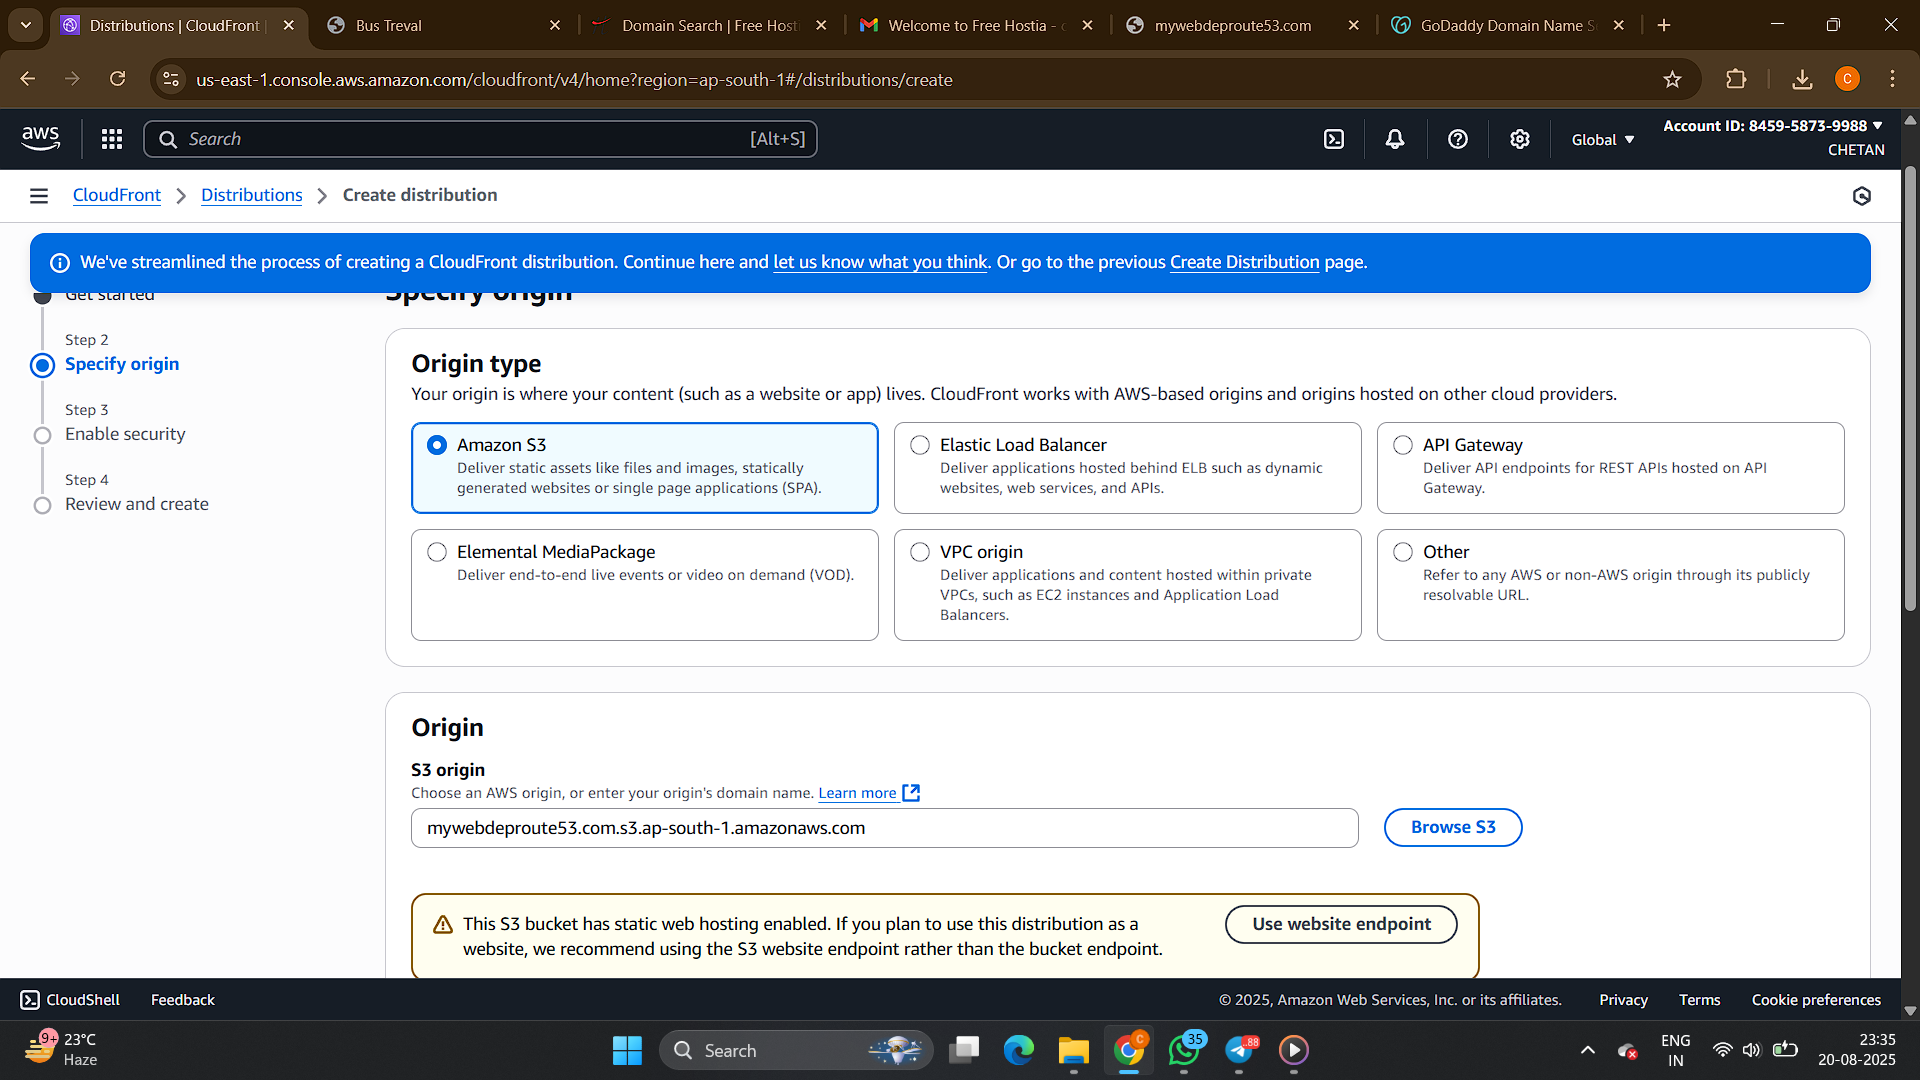 Distributions | CloudFront
Bus Treval
Domain Search | Free Hosti
Welcome to Free Hostia -
mywebdeproute53.com
GoDaddy Domain Name S
us-east-1.console.aws.amazon.com/cloudfront/v4/home?region=ap-south-1#/distributions/create
C
aws
Search
[Alt+S]
Global
Account ID: 8459-5873-9988
CHETAN
CloudFront
Distributions
Create distribution
We've streamlined the process of creating a CloudFront distribution. Continue here and let us know what you think. Or go to the previous Create Distribution page.
Get started
Step 2
Specify origin
Step 3
Enable security
Step 4
Review and create
Specify origin
Origin type
Your origin is where your content (such as a website or app) lives. CloudFront works with AWS-based origins and origins hosted on other cloud providers.
Amazon S3
Deliver static assets like files and images, statically
generated websites or single page applications (SPA).
Elastic Load Balancer
Deliver applications hosted behind ELB such as dynamic
websites, web services, and APIs.
API Gateway
Deliver API endpoints for REST APIs hosted on API
Gateway.
Elemental MediaPackage
Deliver end-to-end live events or video on demand (VOD).
VPC origin
Deliver applications and content hosted within private
VPCs, such as EC2 instances and Application Load
Balancers.
Other
Refer to any AWS or non-AWS origin through its publicly
resolvable URL.
Origin
S3 origin
Choose an AWS origin, or enter your origin's domain name. Learn more
mywebdeproute53.com.s3.ap-south-1.amazonaws.com
Browse S3
This S3 bucket has static web hosting enabled. If you plan to use this distribution as a
website, we recommend using the S3 website endpoint rather than the bucket endpoint.
Use website endpoint
CloudShell
Feedback
© 2025, Amazon Web Services, Inc. or its affiliates.
Privacy
Terms
Cookie preferences
9+
23°C
Haze
Search
C
35
.88
ENG
IN
23:35
20-08-2025